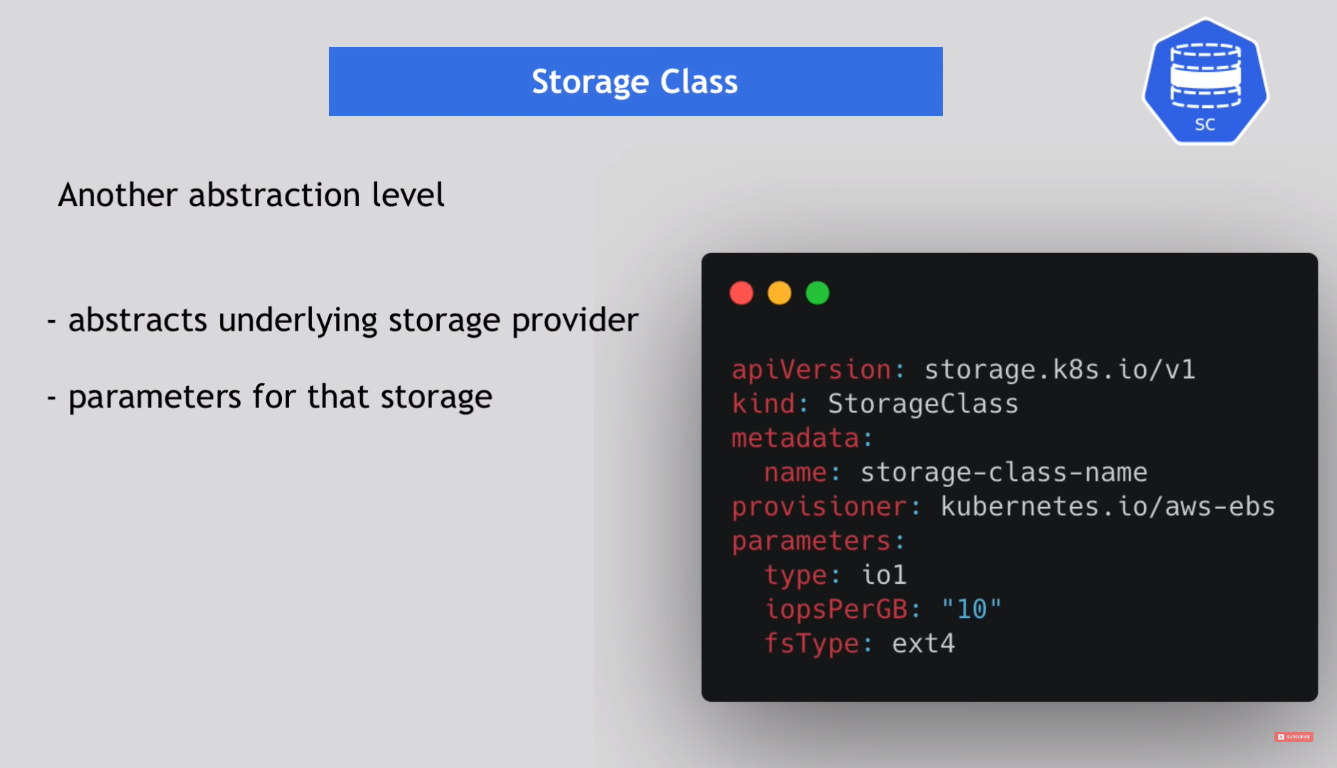 Storage Class
SC
Another abstraction level
- abstracts underlying storage provider
- parameters for that storage
apiVersion: storage.k8s.io/v1
kind: StorageClass
metadata:
  name: storage-class-name
provisioner: kubernetes.io/aws-ebs
parameters:
  type: io1
  iopsPerGB: "10"
  fsType: ext4